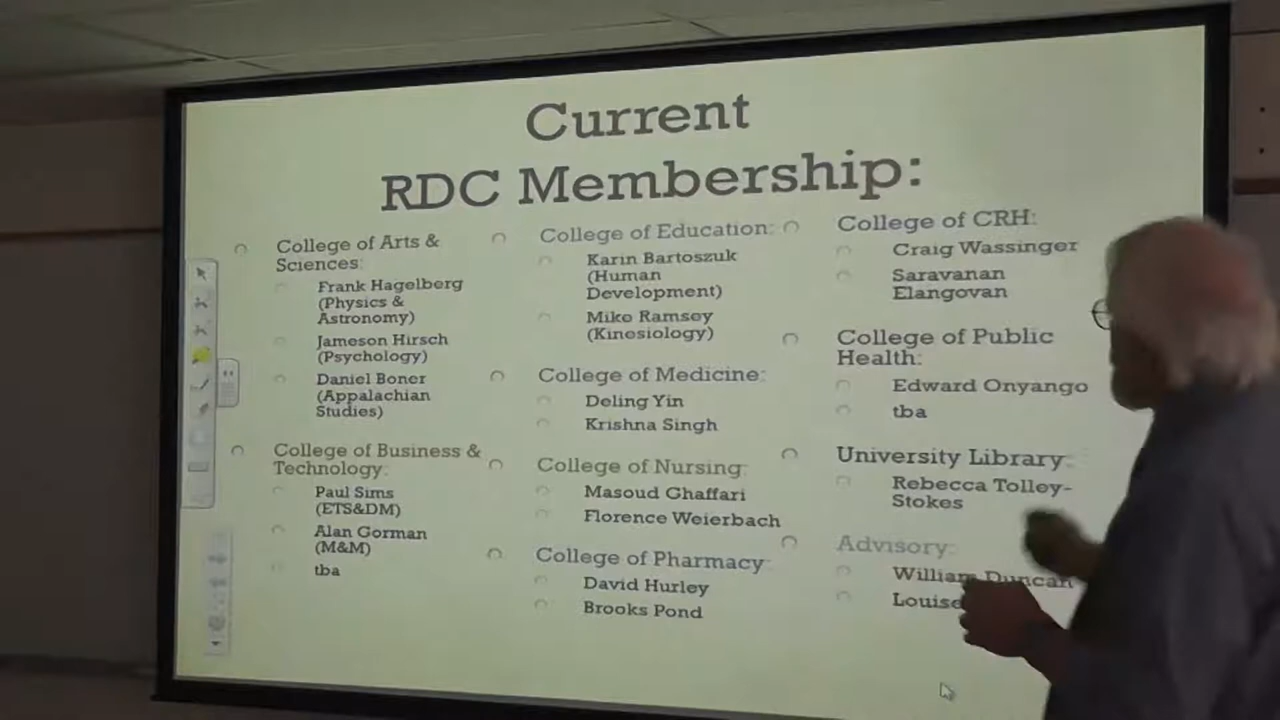 Current
RDC Membership:
College of Arts &
Sciences:
Frank Hagelberg
(Physics &
Astronomy)
Jameson Hirsch
(Psychology)
Daniel Boner
(Appalachian
Studies)
College of Business &
Technology:
Paul Sims
(ETS&DM)
Alan Gorman
(M&M)
tba
College of Education:
Karin Bartoszuk
(Human
Development)
Mike Ramsey
(Kinesiology)
College of Medicine:
Deling Yin
Krishna Singh
College of Nursing:
Masoud Ghaffari
Florence Weierbach
College of Pharmacy:
David Hurley
Brooks Pond
College of CRH:
Craig Wassinger
Saravanan
Elangovan
College of Public
Health:
Edward Onyango
tba
University Library:
Rebecca Tolley-
Stokes
Advisory:
William Duncan
Louise